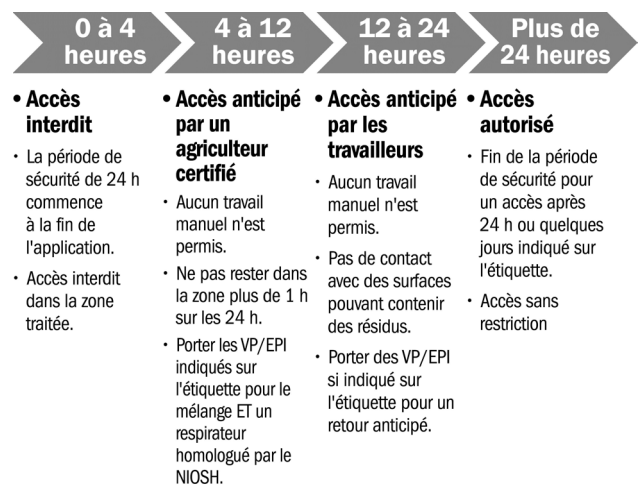 0 à 4
heures
4 à 12
heures
12 à 24
heures
Plus de
24 heures
• Accès
interdit
· La période de
sécurité de 24 h
commence
à la fin de
l'application.
· Accès interdit
dans la zone
traitée.
• Accès anticipé
par un
agriculteur
certifié
· Aucun travail
manuel n'est
permis.
· Ne pas rester dans
la zone plus de 1 h
sur les 24 h.
· Porter les VP/EPI
indiqués sur
l'étiquette pour le
mélange ET un
respirateur
homologué par le
NIOSH.
• Accès anticipé
par les
travailleurs
· Aucun travail
manuel n'est
permis.
· Pas de contact
avec des surfaces
pouvant contenir
des résidus.
· Porter des VP/EPI
si indiqué sur
l'étiquette pour un
retour anticipé.
• Accès
autorisé
· Fin de la période
de sécurité pour
un accès après
24 h ou quelques
jours indiqué sur
l'étiquette.
· Accès sans
restriction